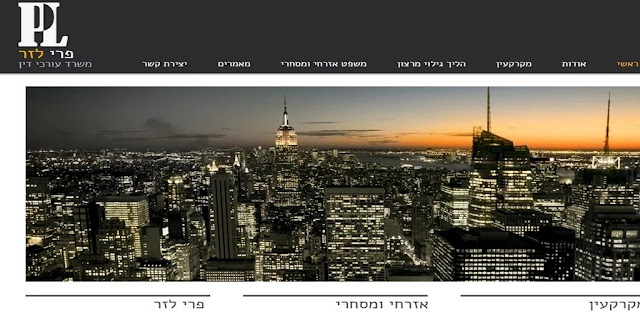 PL
פרי לזר
משרד עורכי דין
ראשי אודות מקרקעין הליך גילוי מרצון משפט אזרחי ומסחרי מאמרים יצירת קשר
מקרקעין אזרחי ומסחרי פרי לזר